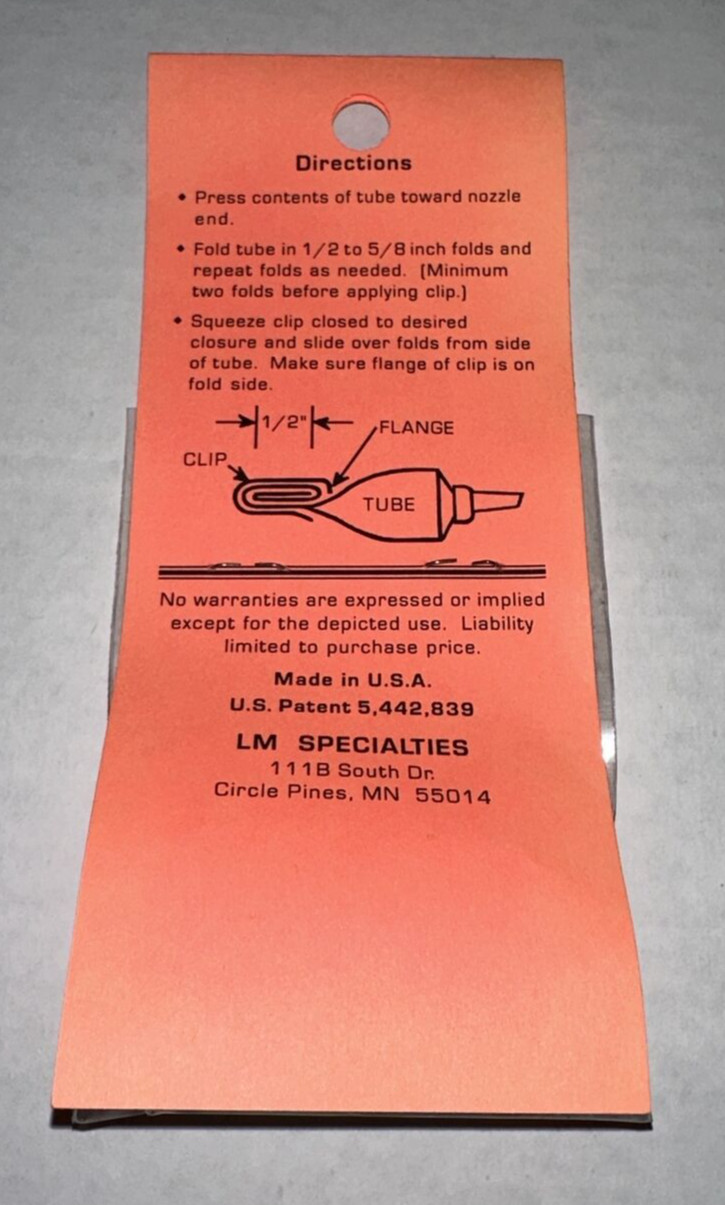 Directions
• Press contents of tube toward nozzle
end.
• Fold tube in 1/2 to 5/8 inch folds and
repeat folds as needed. (Minimum
two folds before applying clip.)
• Squeeze clip closed to desired
closure and slide over folds from side
of tube. Make sure flange of clip is on
fold side.
1/2"
FLANGE
CLIP
TUBE
No warranties are expressed or implied
except for the depicted use. Liability
limited to purchase price.
Made in U.S.A.
U.S. Patent 5,442,839
LM SPECIALTIES
111B South Dr.
Circle Pines, MN 55014